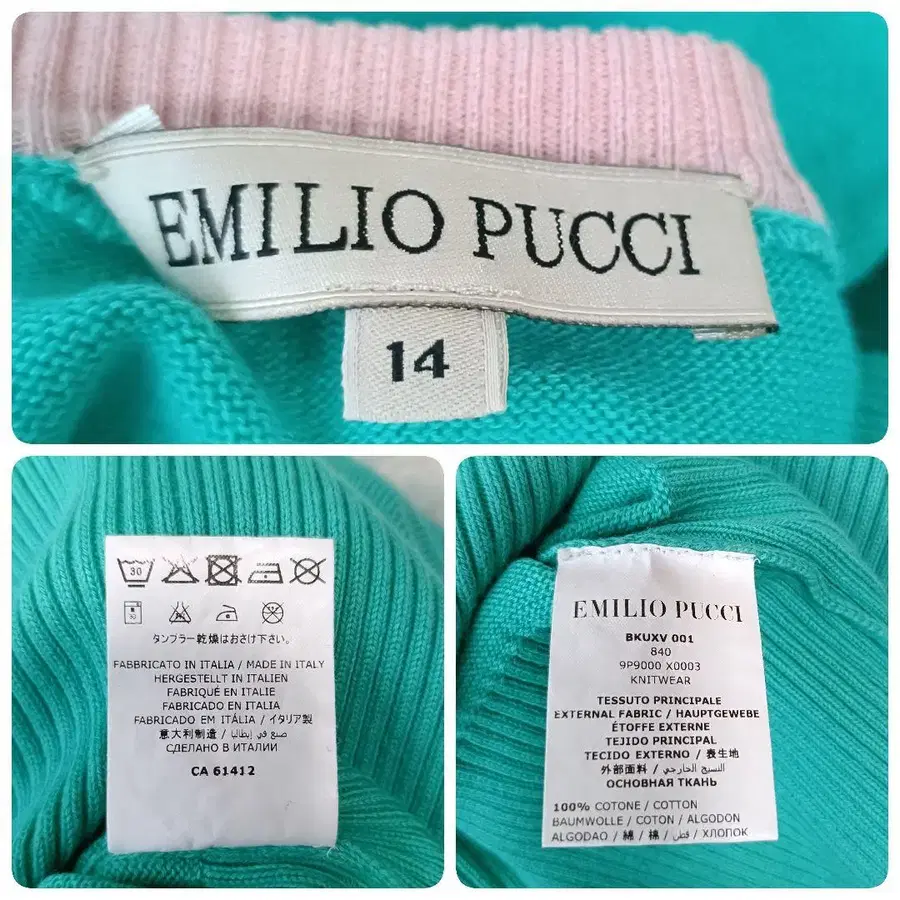 EMILIO PUCCI
14
30
タンブラー乾燥はおさけ下さい。
FABBRICATO IN ITALIA / MADE IN ITALY
HERGESTELLT IN ITALIEN
FABRIQUÉ EN ITALIE
FABRICADO EN ITALIA
FABRICADO EM ITÁLIA / イタリア製
意大利制造 / صنع في إيطاليا
СДЕЛАНО В ИТАЛИИ
CA 61412
EMILIO PUCCI
BKUXV 001
840
9P9000 X0003
KNITWEAR
TESSUTO PRINCIPALE
EXTERNAL FABRIC / HAUPTGEWEBE
ÉTOFFE EXTERNE
TEJIDO PRINCIPAL
TECIDO EXTERNO / 表生地
外部面料 / النسيج الخارجي
ОСНОВНАЯ ТКАНЬ
100% COTONE / COTTON
BAUMWOLLE / COTON / ALGODON
ALGODAO / 綿 / 棉 / قطن / ХЛОПОК